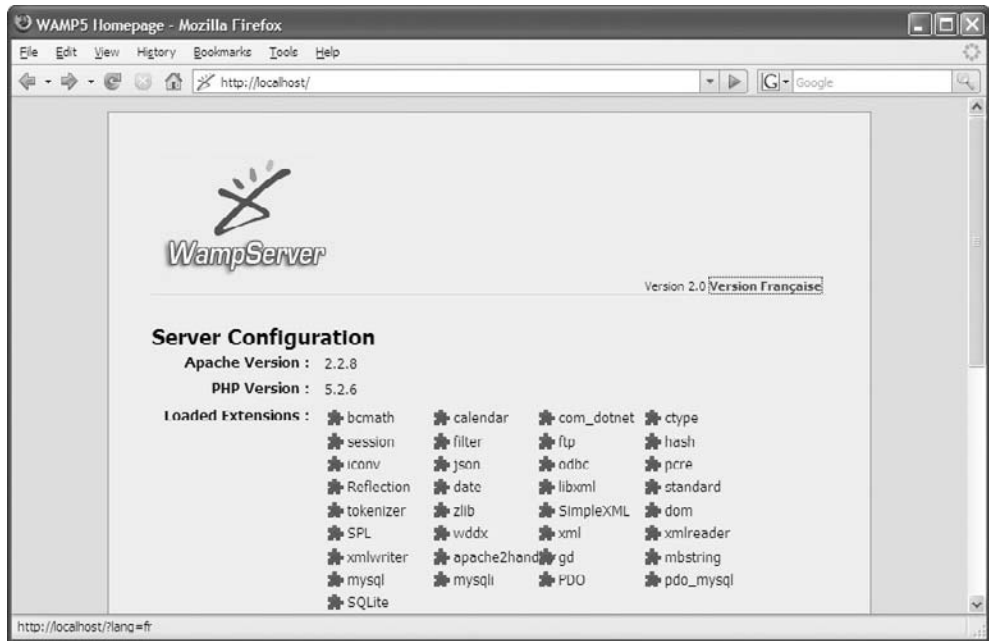 WAMP5 Homepage - Mozilla Firefox
File Edit View History Bookmarks Tools Help
http://localhost/
G Google
WampServer
Version 2.0 Version Française
Server Configuration
Apache Version : 2.2.8
PHP Version : 5.2.6
Loaded Extensions : bcmath calendar com_dotnet ctype
session filter ftp hash
iconv json odbc pcre
Reflection date libxml standard
tokenizer zlib SimpleXML dom
SPL wddx xml xmlreader
xmlwriter apache2hand gd mbstring
mysql mysqli PDO pdo_mysql
SQLite
http://localhost/?lang=fr